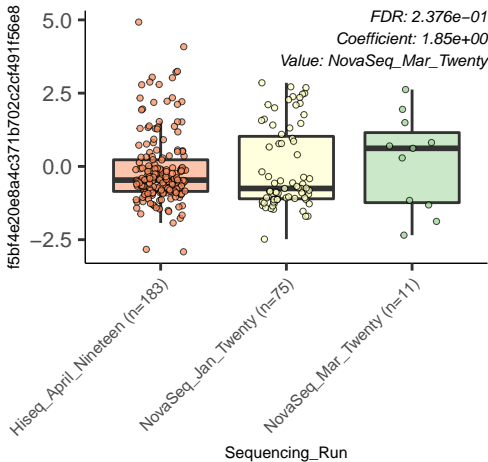 FDR: 2.376e−01
Coefficient: 1.85e+00
Value: NovaSeq_Mar_Twenty
f5bf4e20e8a4c371b702c2cf491f56e8
5.0
2.5
0.0
−2.5
Hiseq_April_Nineteen (n=183)
NovaSeq_Jan_Twenty (n=75)
NovaSeq_Mar_Twenty (n=11)
Sequencing_Run